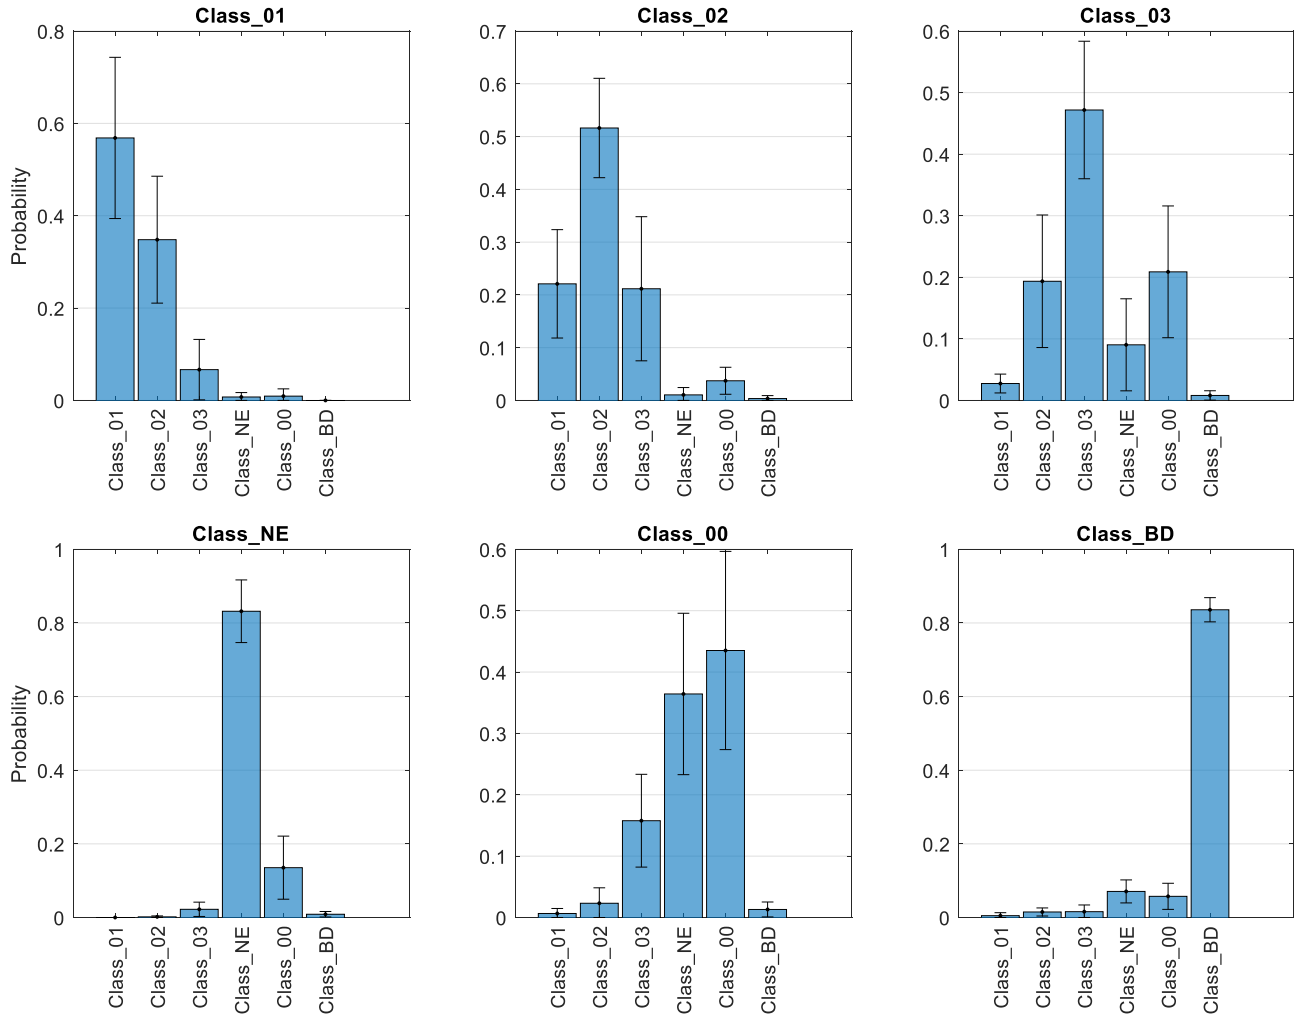 Class_01
Probability
0.8
0.6
0.4
0.2
0
Class_01
Class_02
Class_03
Class_NE
Class_00
Class_BD
Class_02
0.7
0.6
0.5
0.4
0.3
0.2
0.1
0
Class_01
Class_02
Class_03
Class_NE
Class_00
Class_BD
Class_03
0.6
0.5
0.4
0.3
0.2
0.1
0
Class_01
Class_02
Class_03
Class_NE
Class_00
Class_BD
Class_NE
Probability
1
0.8
0.6
0.4
0.2
0
Class_01
Class_02
Class_03
Class_NE
Class_00
Class_BD
Class_00
0.6
0.5
0.4
0.3
0.2
0.1
0
Class_01
Class_02
Class_03
Class_NE
Class_00
Class_BD
Class_BD
1
0.8
0.6
0.4
0.2
0
Class_01
Class_02
Class_03
Class_NE
Class_00
Class_BD